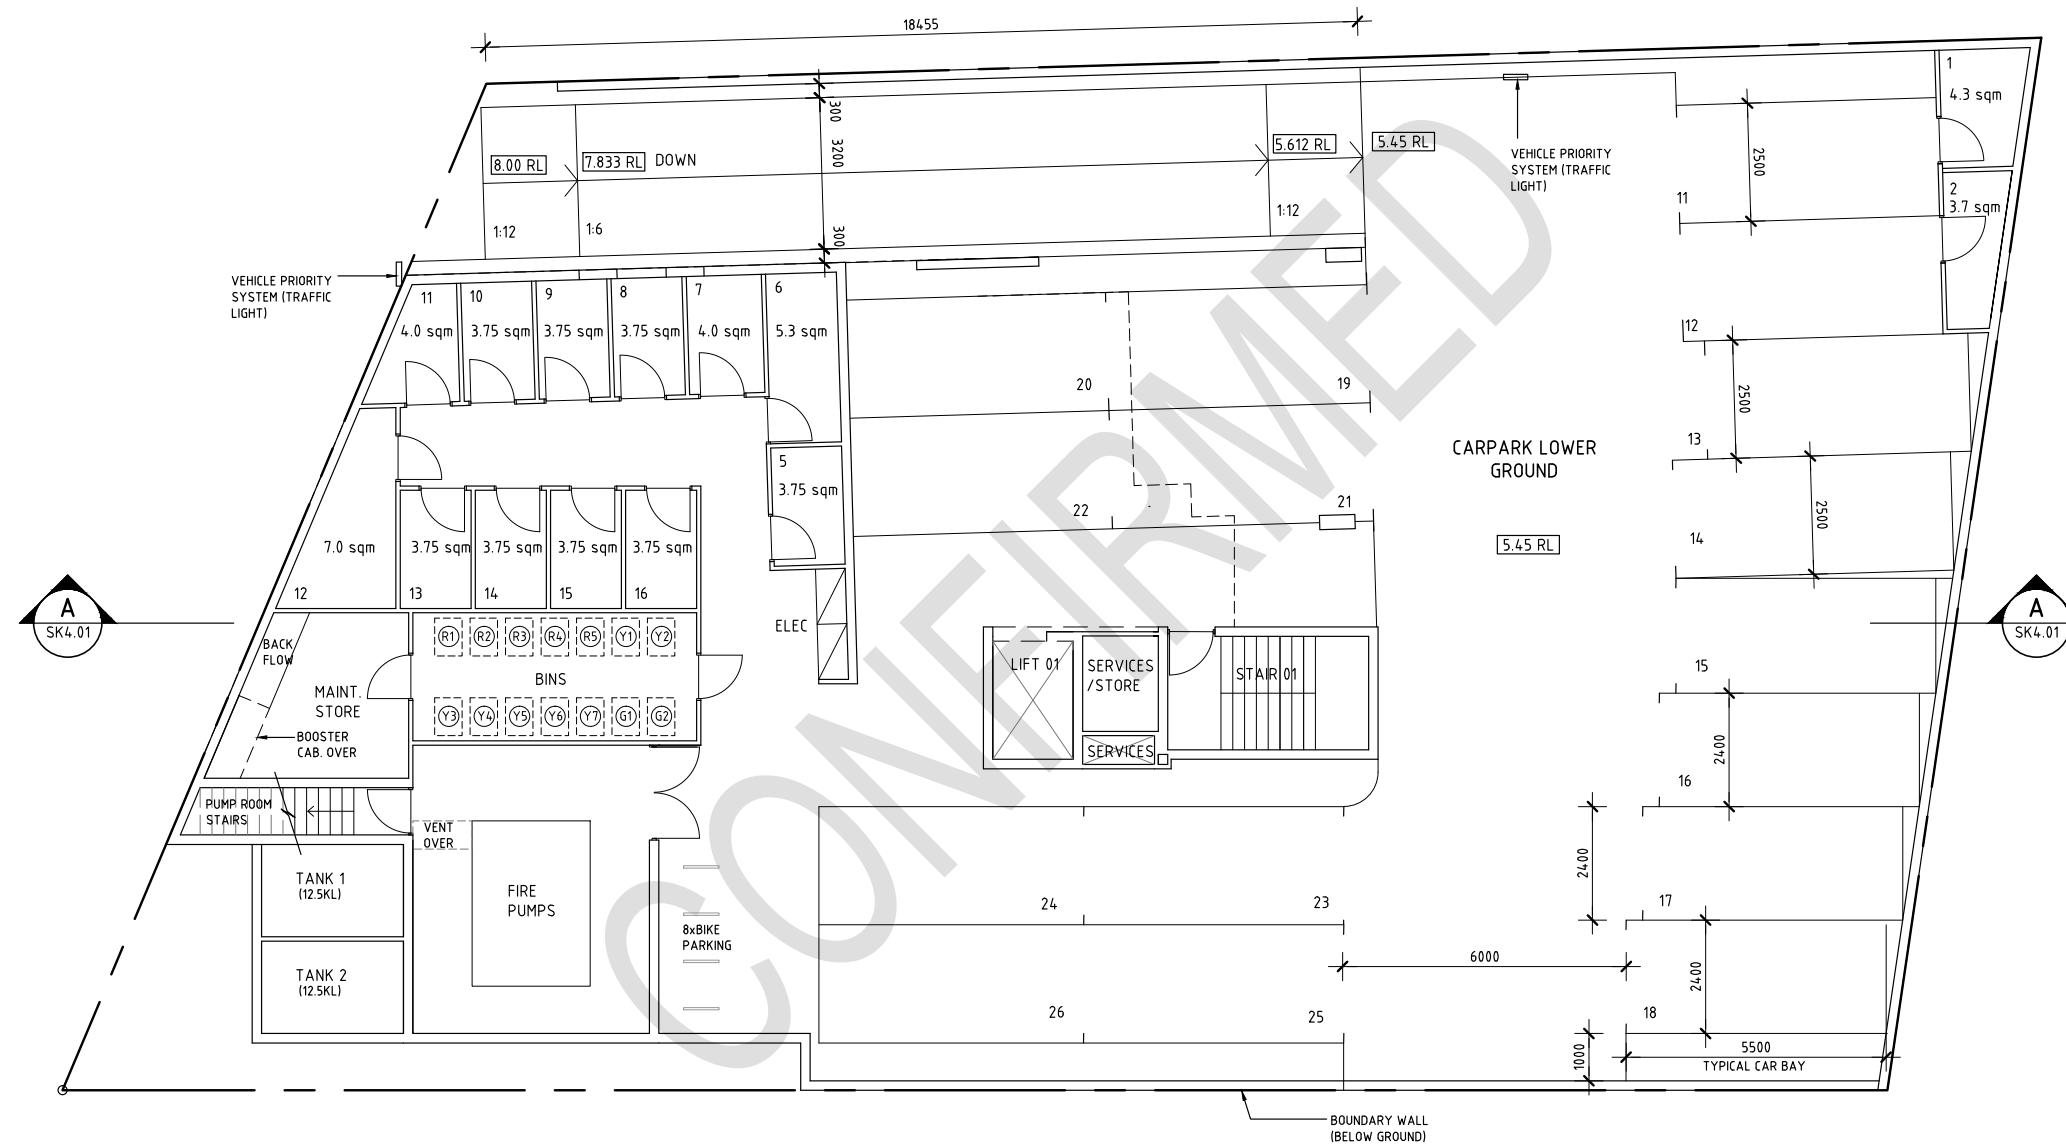 18455
1
4.3 sqm
300
3200
8.00 RL
7.833 RL DOWN
5.612 RL
5.45 RL
VEHICLE PRIORITY
SYSTEM (TRAFFIC
LIGHT)
2500
2
3.7 sqm
11
1:12
1:6
1:12
300
VEHICLE PRIORITY
SYSTEM (TRAFFIC
LIGHT)
11
4.0 sqm
10
3.75 sqm
9
3.75 sqm
8
3.75 sqm
7
4.0 sqm
6
5.3 sqm
12
20
19
2500
CARPARK LOWER
GROUND
13
5
3.75 sqm
22
21
2500
5.45 RL
14
7.0 sqm
12
3.75 sqm
13
3.75 sqm
14
3.75 sqm
15
3.75 sqm
16
A
SK4.01
A
SK4.01
ELEC
BACK
FLOW
R1 R2 R3 R4 R5 Y1 Y2
BINS
Y3 Y4 Y5 Y6 Y7 G1 G2
MAINT.
STORE
BOOSTER
CAB. OVER
LIFT 01
SERVICES
/STORE
STAIR 01
SERVICES
15
2400
16
PUMP ROOM
STAIRS
VENT
OVER
TANK 1
(12.5KL)
TANK 2
(12.5KL)
FIRE
PUMPS
8xBIKE
PARKING
24
23
2400
17
6000
2400
26
25
18
1000
5500
TYPICAL CAR BAY
BOUNDARY WALL
(BELOW GROUND)
CONFIRMED